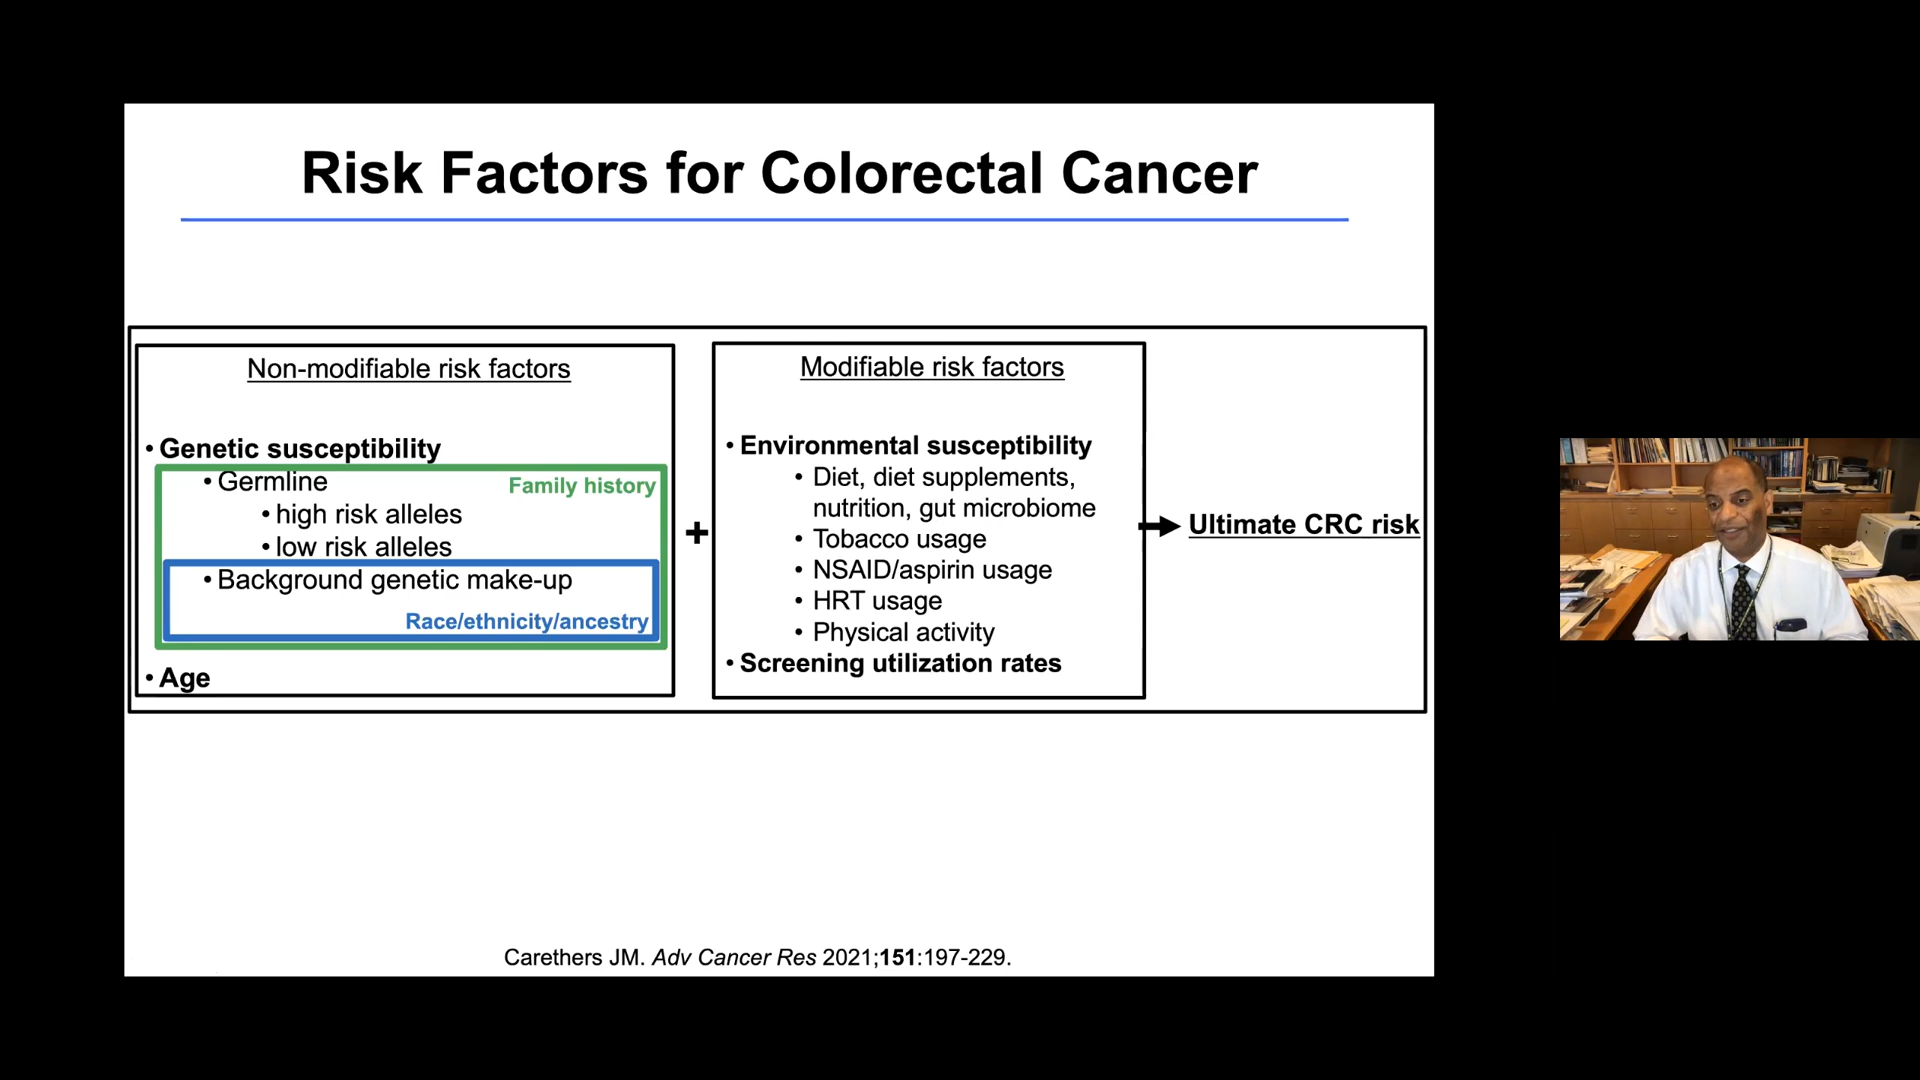 Risk Factors for Colorectal Cancer
Non-modifiable risk factors
• Genetic susceptibility
• Germline
Family history
• high risk alleles
• low risk alleles
• Background genetic make-up
Race/ethnicity/ancestry
• Age
+
Modifiable risk factors
• Environmental susceptibility
• Diet, diet supplements,
nutrition, gut microbiome
• Tobacco usage
• NSAID/aspirin usage
• HRT usage
• Physical activity
• Screening utilization rates
Ultimate CRC risk
Carethers JM. Adv Cancer Res 2021;151:197-229.